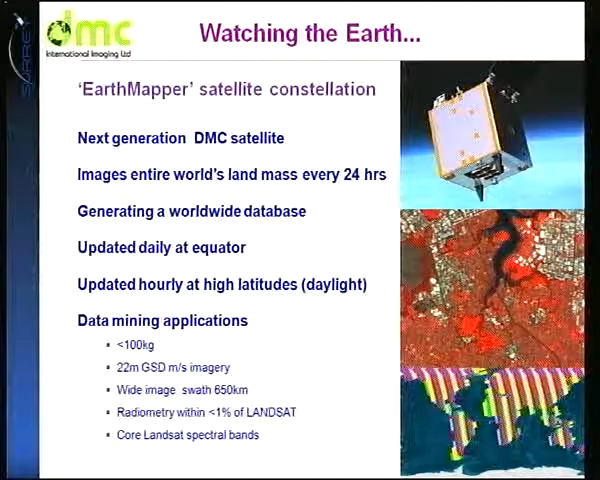 SURREY
dmc
International Imaging Ltd
Watching the Earth...
‘EarthMapper’ satellite constellation
Next generation DMC satellite
Images entire world’s land mass every 24 hrs
Generating a worldwide database
Updated daily at equator
Updated hourly at high latitudes (daylight)
Data mining applications
<100kg
22m GSD m/s imagery
Wide image swath 650km
Radiometry within <1% of LANDSAT
Core Landsat spectral bands